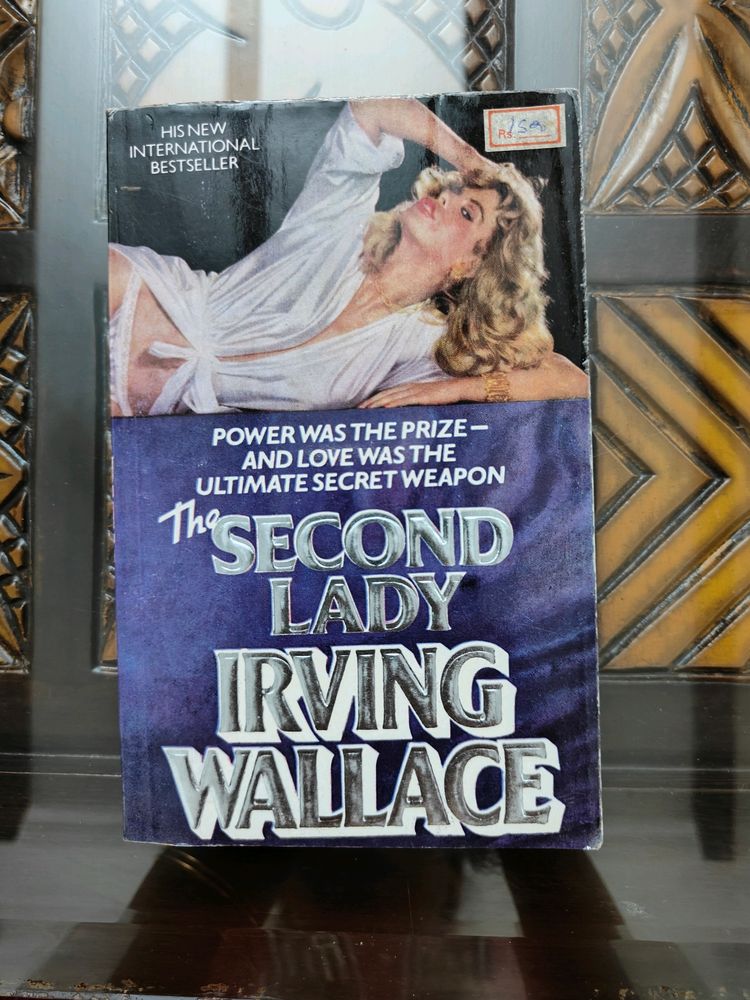 HIS NEW
INTERNATIONAL
BESTSELLER
Rs.
POWER WAS THE PRIZE—
AND LOVE WAS THE
ULTIMATE SECRET WEAPON
The
SECOND
LADY
IRVING
WALLACE